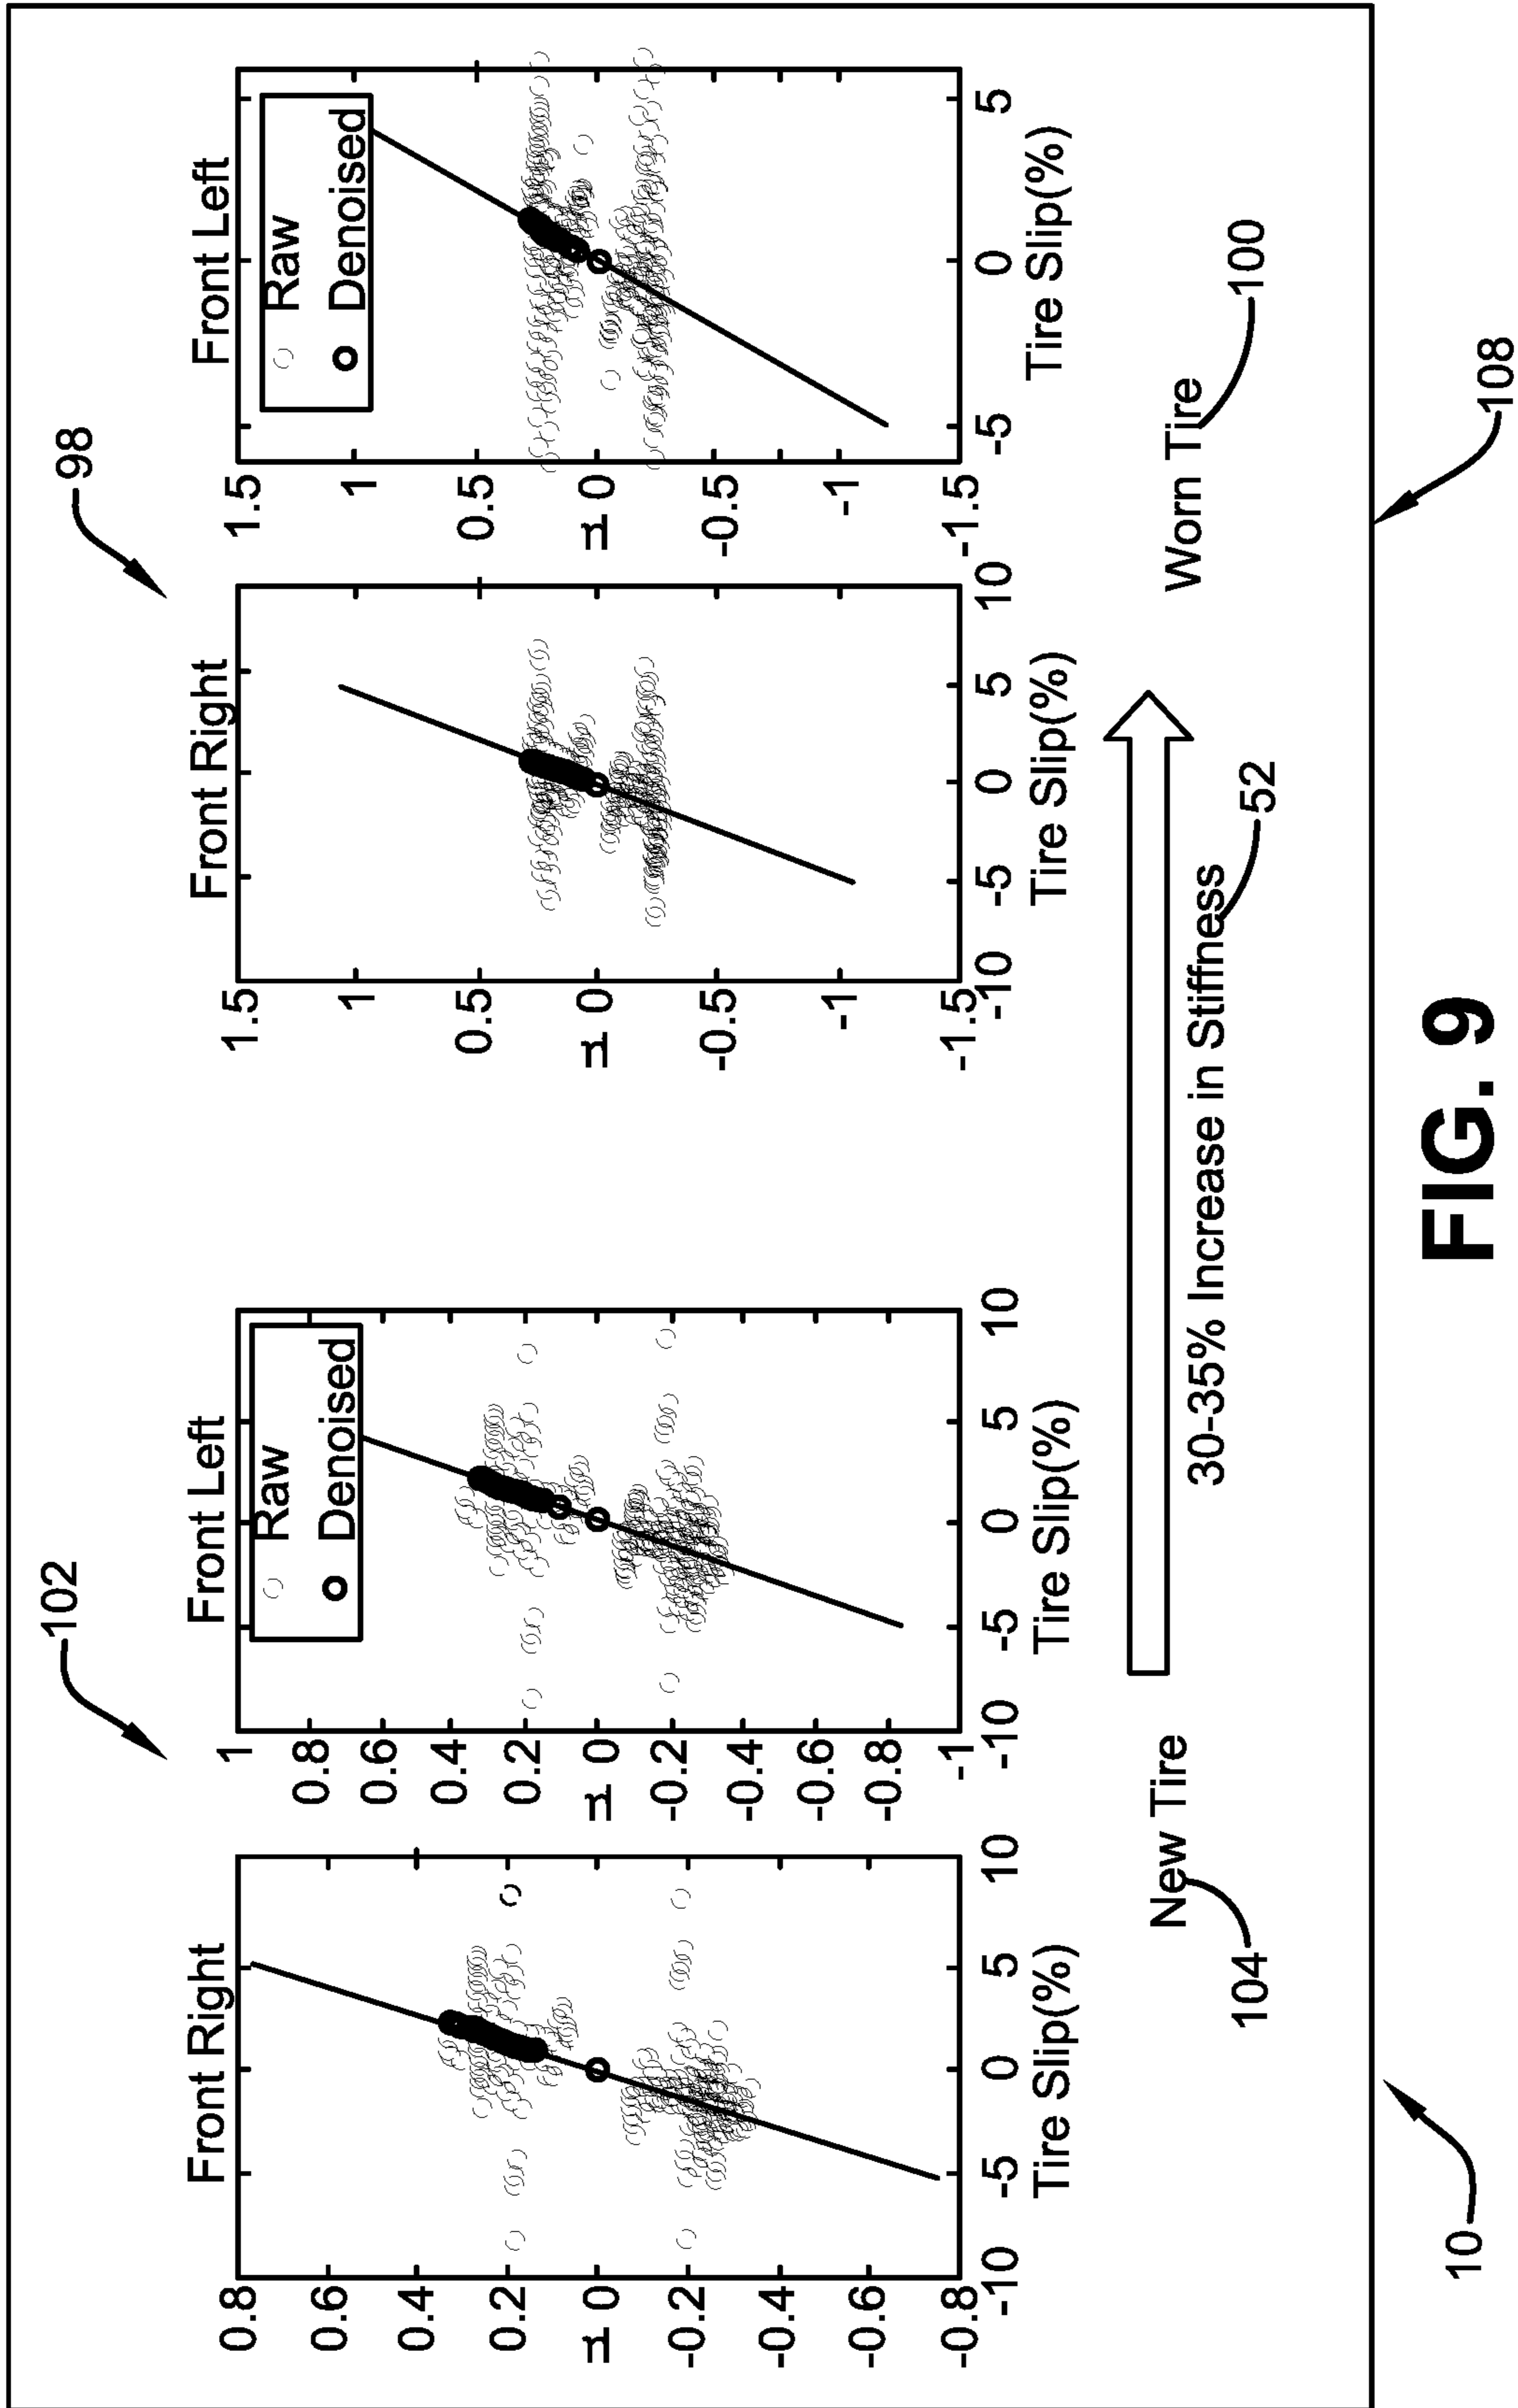 102
98
Front Right
0.8
0.6
0.4
0.2
μ 0
-0.2
-0.4
-0.6
-0.8
-10 -5 0 5 10
Tire Slip(%)
Front Left
Raw
Denoised
1
0.8
0.6
0.4
0.2
μ 0
-0.2
-0.4
-0.6
-0.8
-1
-10 -5 0 5 10
Tire Slip(%)
Front Right
1.5
1
0.5
μ 0
-0.5
-1
-1.5
-10 -5 0 5 10
Tire Slip(%)
Front Left
Raw
Denoised
1.5
1
0.5
μ 0
-0.5
-1
-1.5
-5 0 5
Tire Slip(%)
New Tire
104
30-35% Increase in Stiffness
52
Worn Tire
100
10
108
FIG. 9